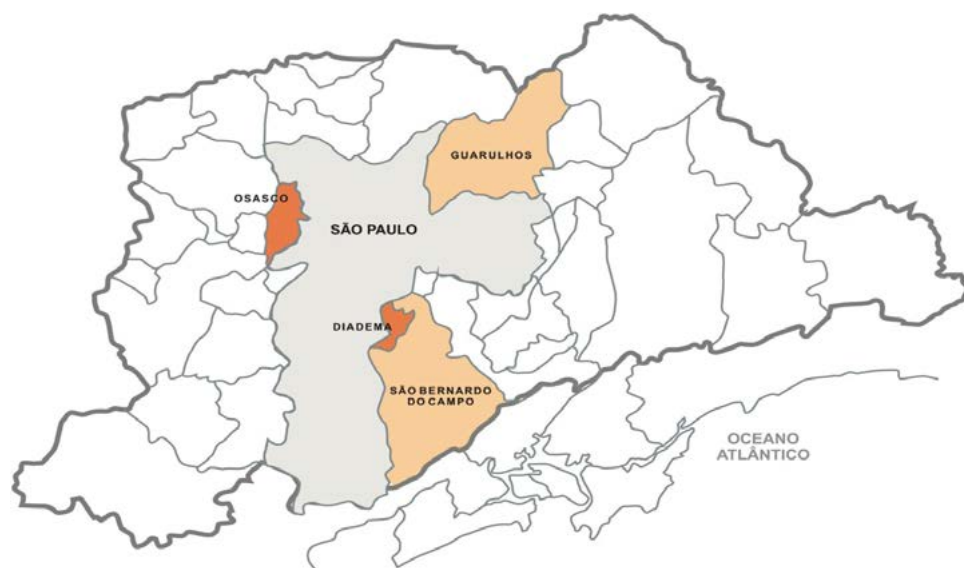 GUARULHOS
OSASCO
SÃO PAULO
DIADEMA
SÃO BERNARDO
DO CAMPO
OCEANO
ATLÂNTICO